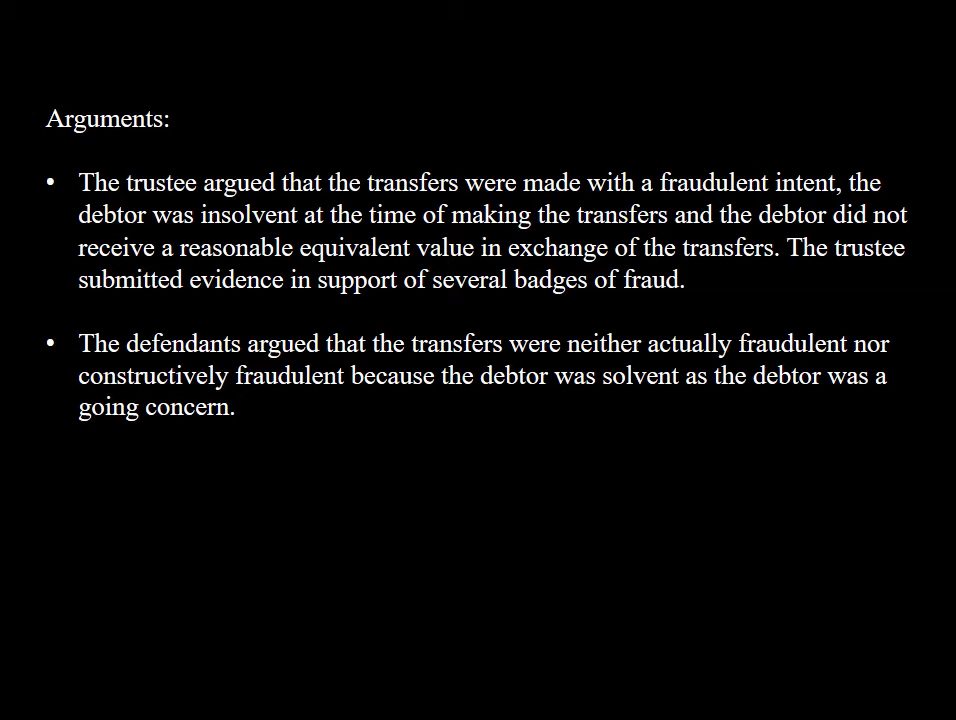 Arguments:
• The trustee argued that the transfers were made with a fraudulent intent, the
debtor was insolvent at the time of making the transfers and the debtor did not
receive a reasonable equivalent value in exchange of the transfers. The trustee
submitted evidence in support of several badges of fraud.
• The defendants argued that the transfers were neither actually fraudulent nor
constructively fraudulent because the debtor was solvent as the debtor was a
going concern.